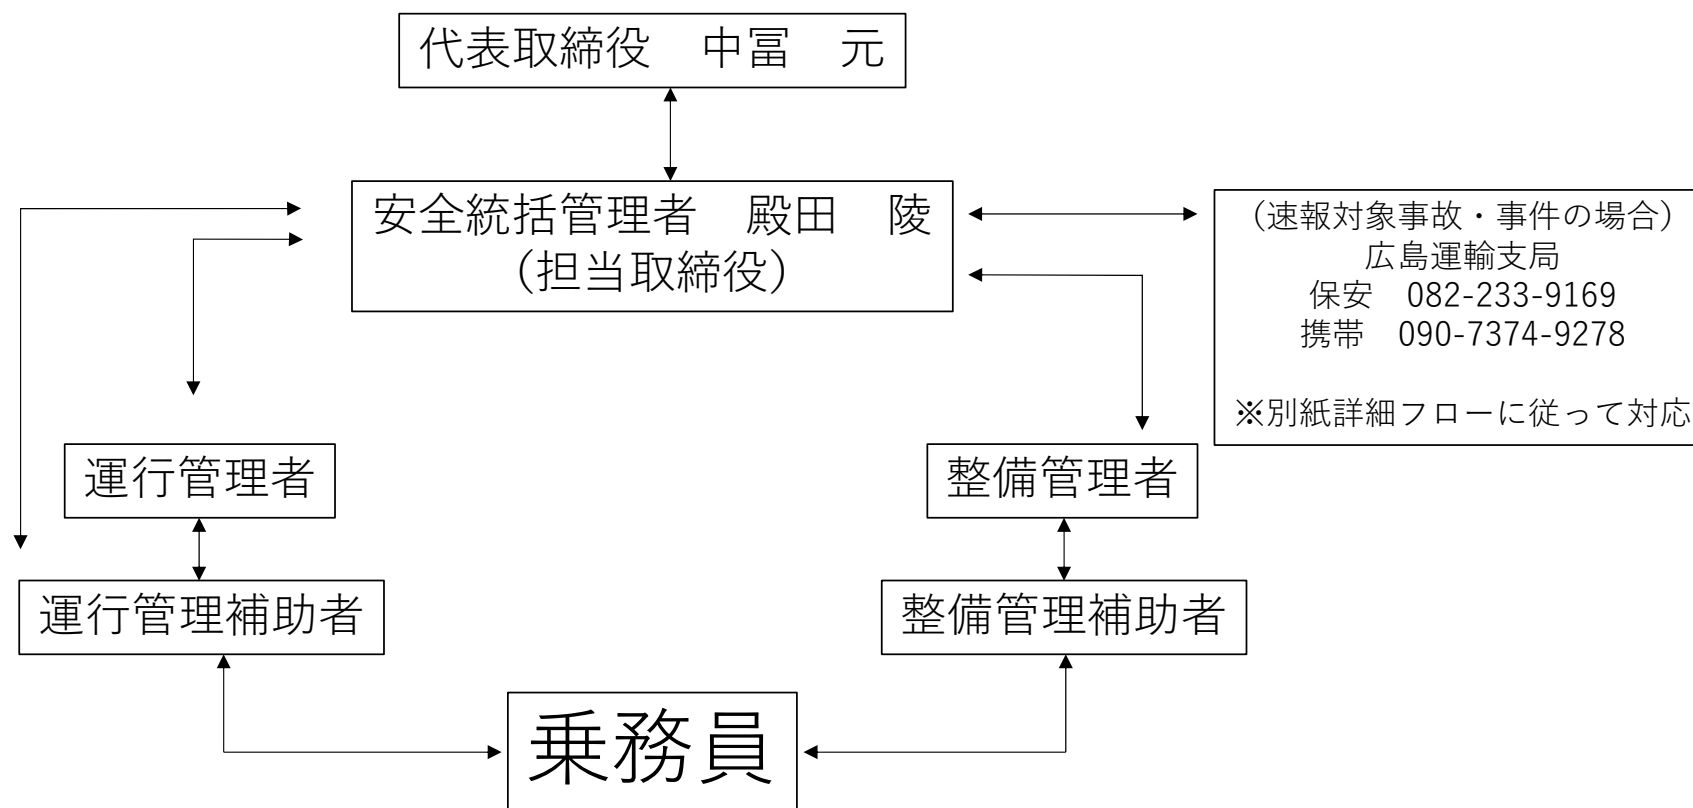 代表取締役　中冨　元
安全統括管理者　殿田　陵
（担当取締役）
（速報対象事故・事件の場合）
広島運輸支局
保安　082-233-9169
携帯　090-7374-9278
※別紙詳細フローに従って対応
運行管理者
整備管理者
運行管理補助者
整備管理補助者
乗務員